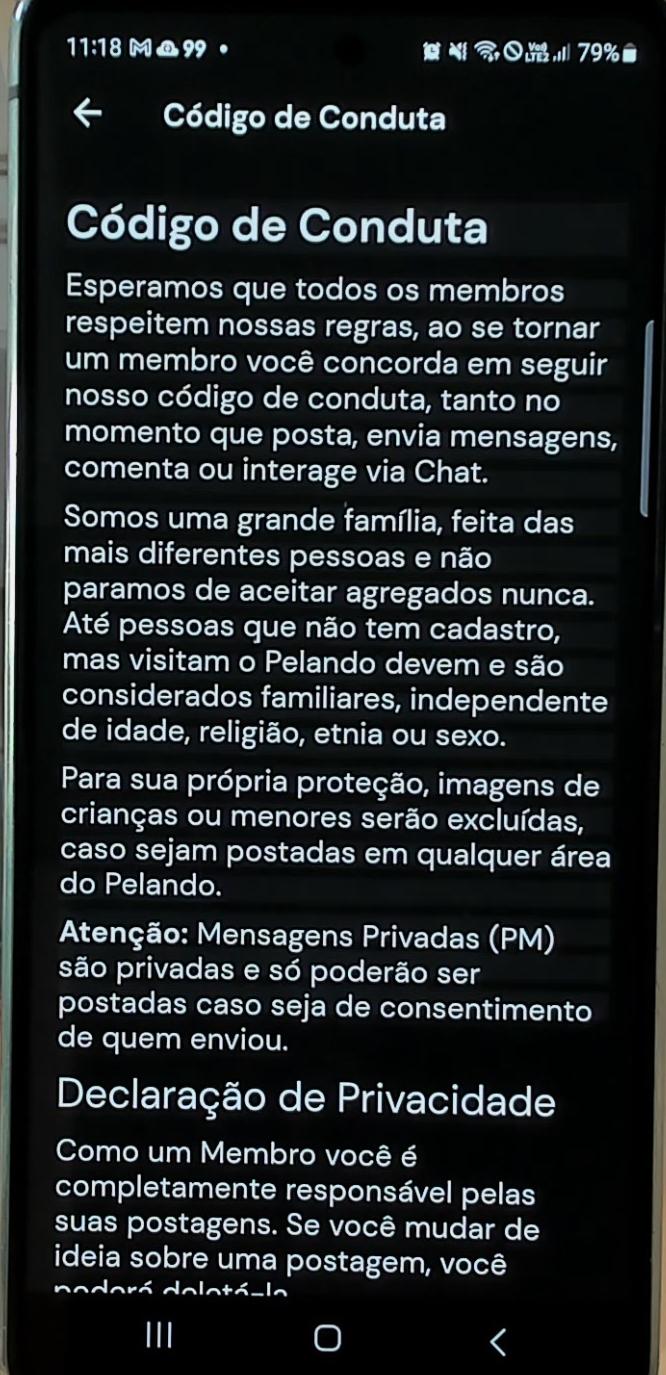 11:18 M 99 •
Vo) LTE2 79%
Código de Conduta
Código de Conduta
Esperamos que todos os membros
respeitem nossas regras, ao se tornar
um membro você concorda em seguir
nosso código de conduta, tanto no
momento que posta, envia mensagens,
comenta ou interage via Chat.
Somos uma grande família, feita das
mais diferentes pessoas e não
paramos de aceitar agregados nunca.
Até pessoas que não tem cadastro,
mas visitam o Pelando devem e são
considerados familiares, independente
de idade, religião, etnia ou sexo.
Para sua própria proteção, imagens de
crianças ou menores serão excluídas,
caso sejam postadas em qualquer área
do Pelando.
Atenção: Mensagens Privadas (PM)
são privadas e só poderão ser
postadas caso seja de consentimento
de quem enviou.
Declaração de Privacidade
Como um Membro você é
completamente responsável pelas
suas postagens. Se você mudar de
ideia sobre uma postagem, você
poderá deletá-la